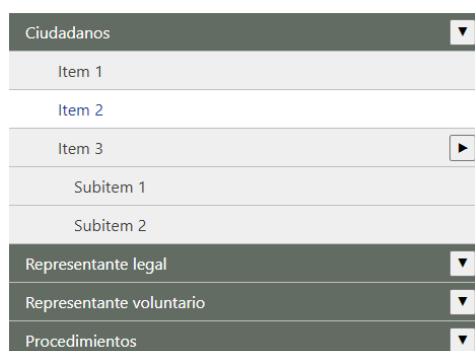 Ciudadanos
Item 1
Item 2
Item 3
Subitem 1
Subitem 2
Representante legal
Representante voluntario
Procedimientos